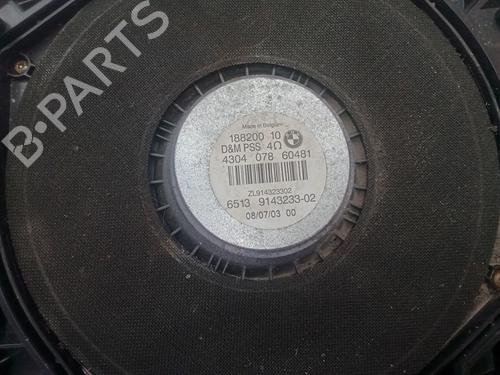 Made in Belgium
188200 10
D&M PSS 4Ω
4304 078 60481
ZL914323302
6513 9143233-02
08/07/03 00
B-PARTS